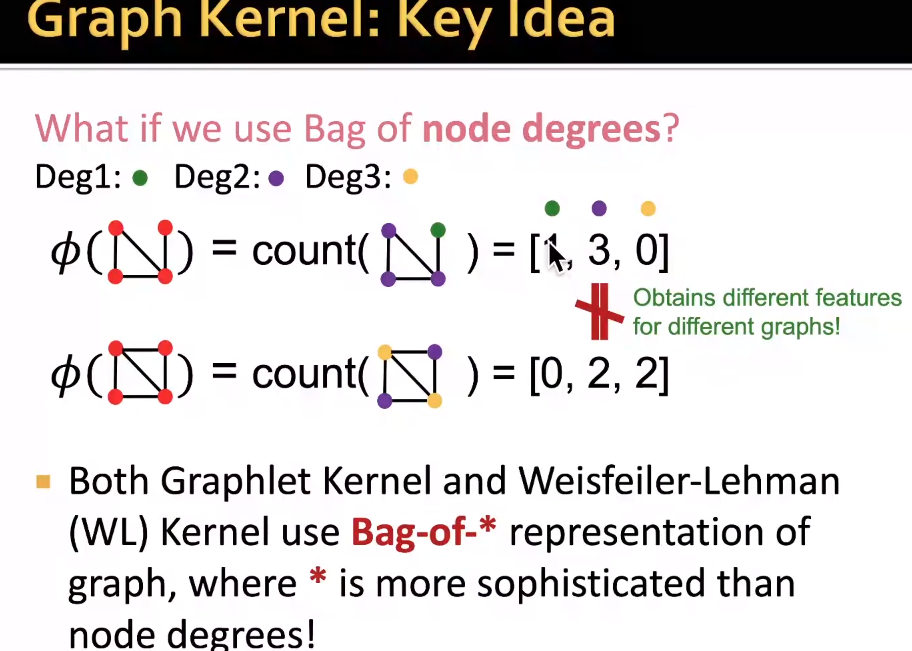 Graph Kernel: Key Idea
What if we use Bag of node degrees?
Deg1: Deg2: Deg3:
ϕ( ) = count( ) = [1, 3, 0]
Obtains different features
for different graphs!
ϕ( ) = count( ) = [0, 2, 2]
Both Graphlet Kernel and Weisfeiler-Lehman
(WL) Kernel use Bag-of-* representation of
graph, where * is more sophisticated than
node degrees!